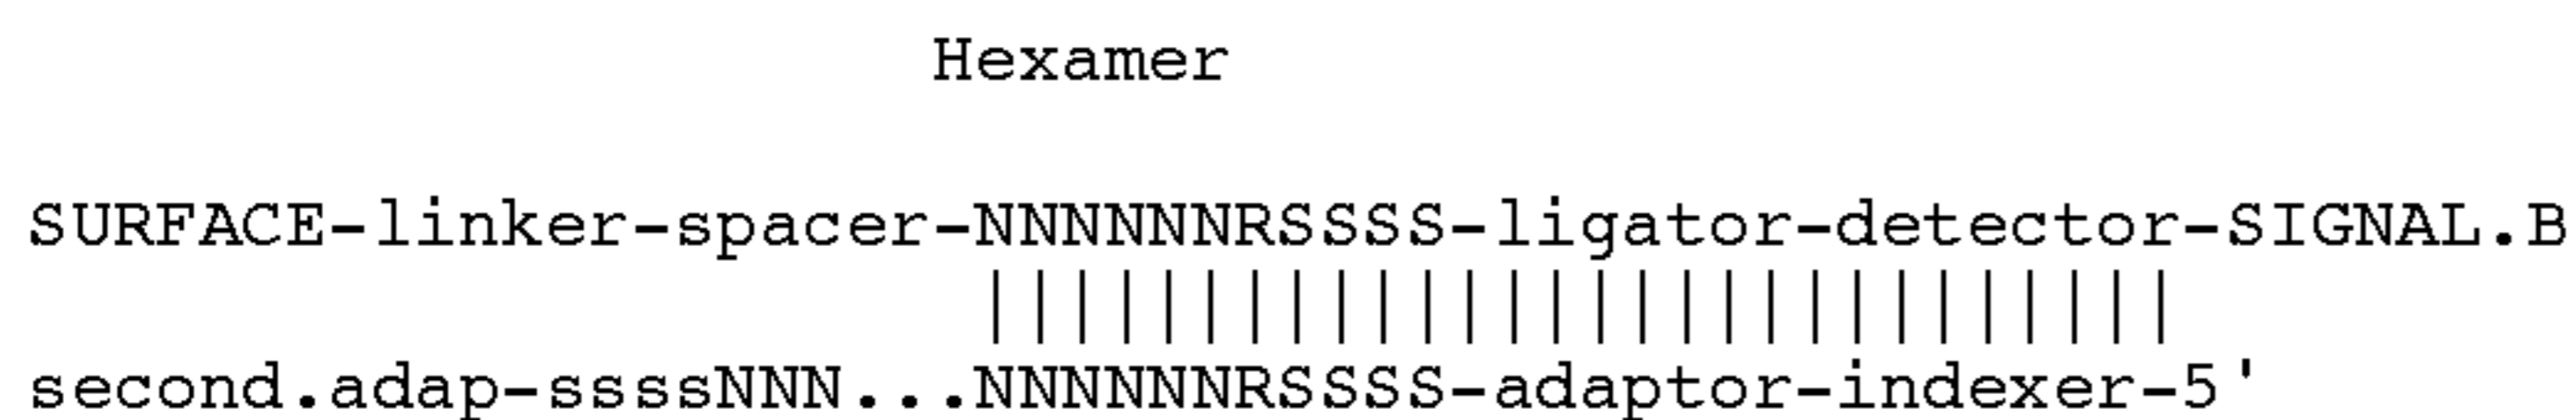 Hexamer
SURFACE-linker-spacer-NNNNNNRSSSS-ligator-detector-SIGNAL.B
||||||||||||||||||||||||||||
second.adap-ssssNNN...NNNNNNRSSSS-adaptor-indexer-5'